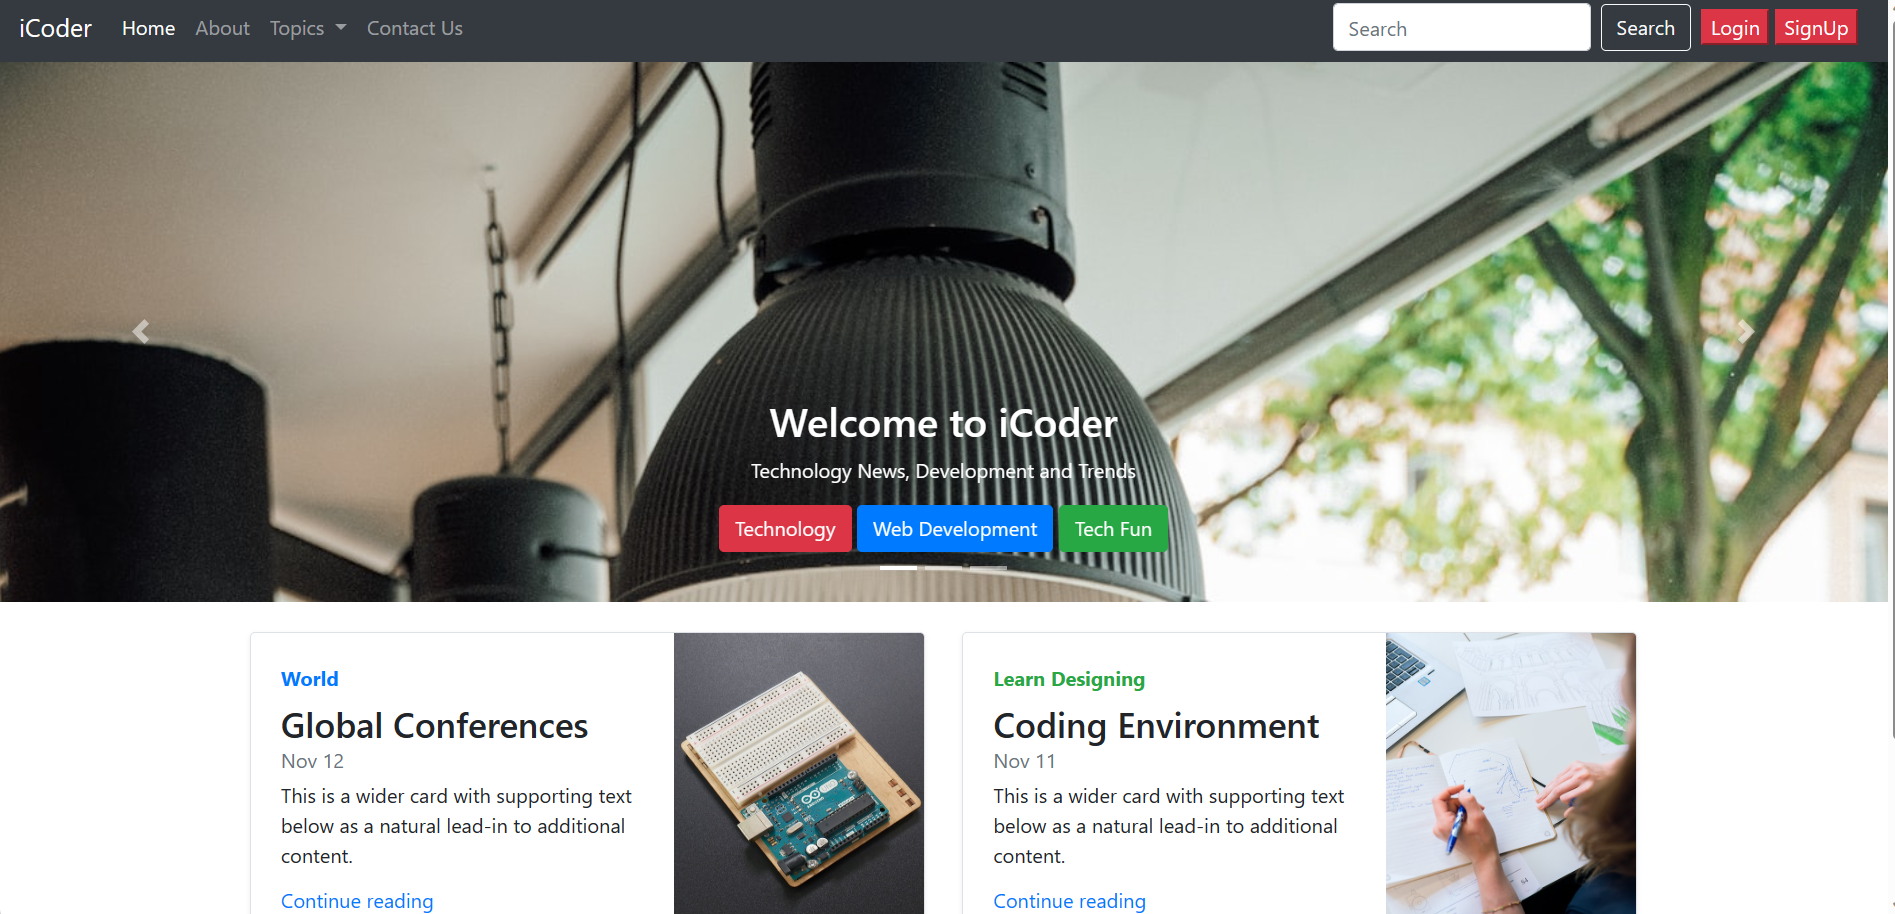 iCoder Home About Topics Contact Us Search Search Login SignUp
Welcome to iCoder
Technology News, Development and Trends
Technology Web Development Tech Fun
World
Global Conferences
Nov 12
This is a wider card with supporting text
below as a natural lead-in to additional
content.
Continue reading
Learn Designing
Coding Environment
Nov 11
This is a wider card with supporting text
below as a natural lead-in to additional
content.
Continue reading